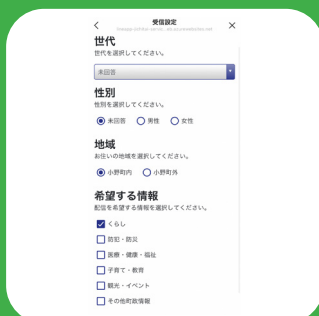 受信設定
世代
世代を選択してください。
未回答
性別
性別を選択してください。
未回答 男性 女性
地域
お住いの地域を選択してください。
小野町内 小野町外
希望する情報
配信を希望する情報を選択してください。
くらし
防犯・防災
医療・健康・福祉
子育て・教育
観光・イベント
その他町政情報